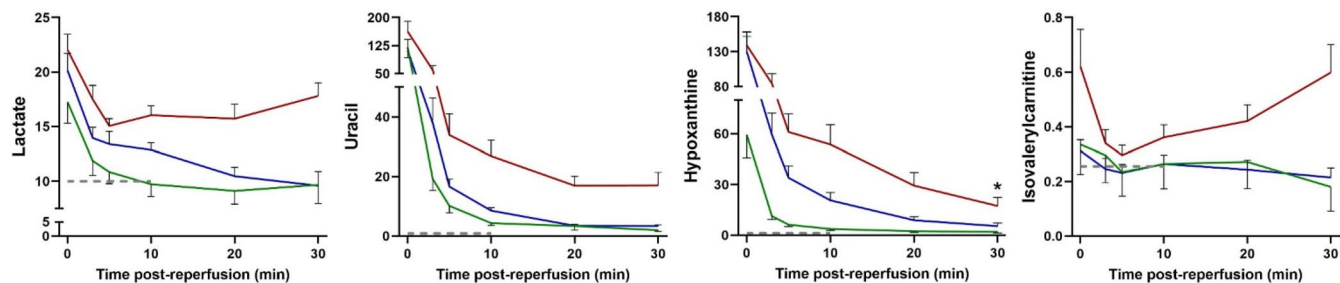 Lactate
25
20
15
10
5
0
0 10 20 30
Time post-reperfusion (min)
Uracil
200
125
50
40
20
0
0 10 20 30
Time post-reperfusion (min)
Hypoxanthine
180
130
80
60
30
0
*
0 10 20 30
Time post-reperfusion (min)
Isovalerylcarnitine
0.8
0.6
0.4
0.2
0.0
0 10 20 30
Time post-reperfusion (min)